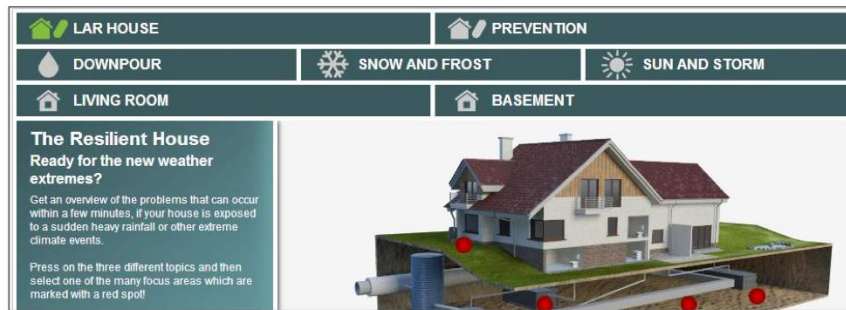 LAR HOUSE
PREVENTION
DOWNPOUR
SNOW AND FROST
SUN AND STORM
LIVING ROOM
BASEMENT
The Resilient House
Ready for the new weather
extremes?
Get an overview of the problems that can occur
within a few minutes, if your house is exposed
to a sudden heavy rainfall or other extreme
climate events.
Press on the three different topics and then
select one of the many focus areas which are
marked with a red spot!